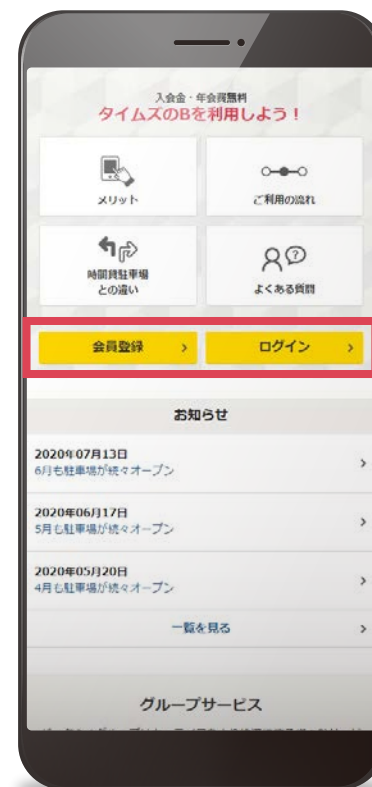 入会金・年会費無料
タイムズのBを利用しよう！
メリット
ご利用の流れ
時間貸駐車場
との違い
よくある質問
会員登録
ログイン
お知らせ
2020年07月13日
6月も駐車場が続々オープン
2020年06月17日
5月も駐車場が続々オープン
2020年05月20日
4月も駐車場が続々オープン
一覧を見る
グループサービス